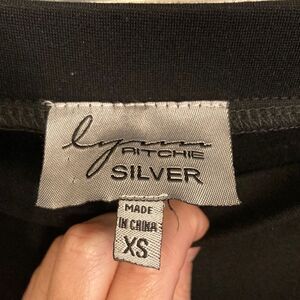 Lynn
RITCHIE
SILVER
MADE
IN CHINA
XS